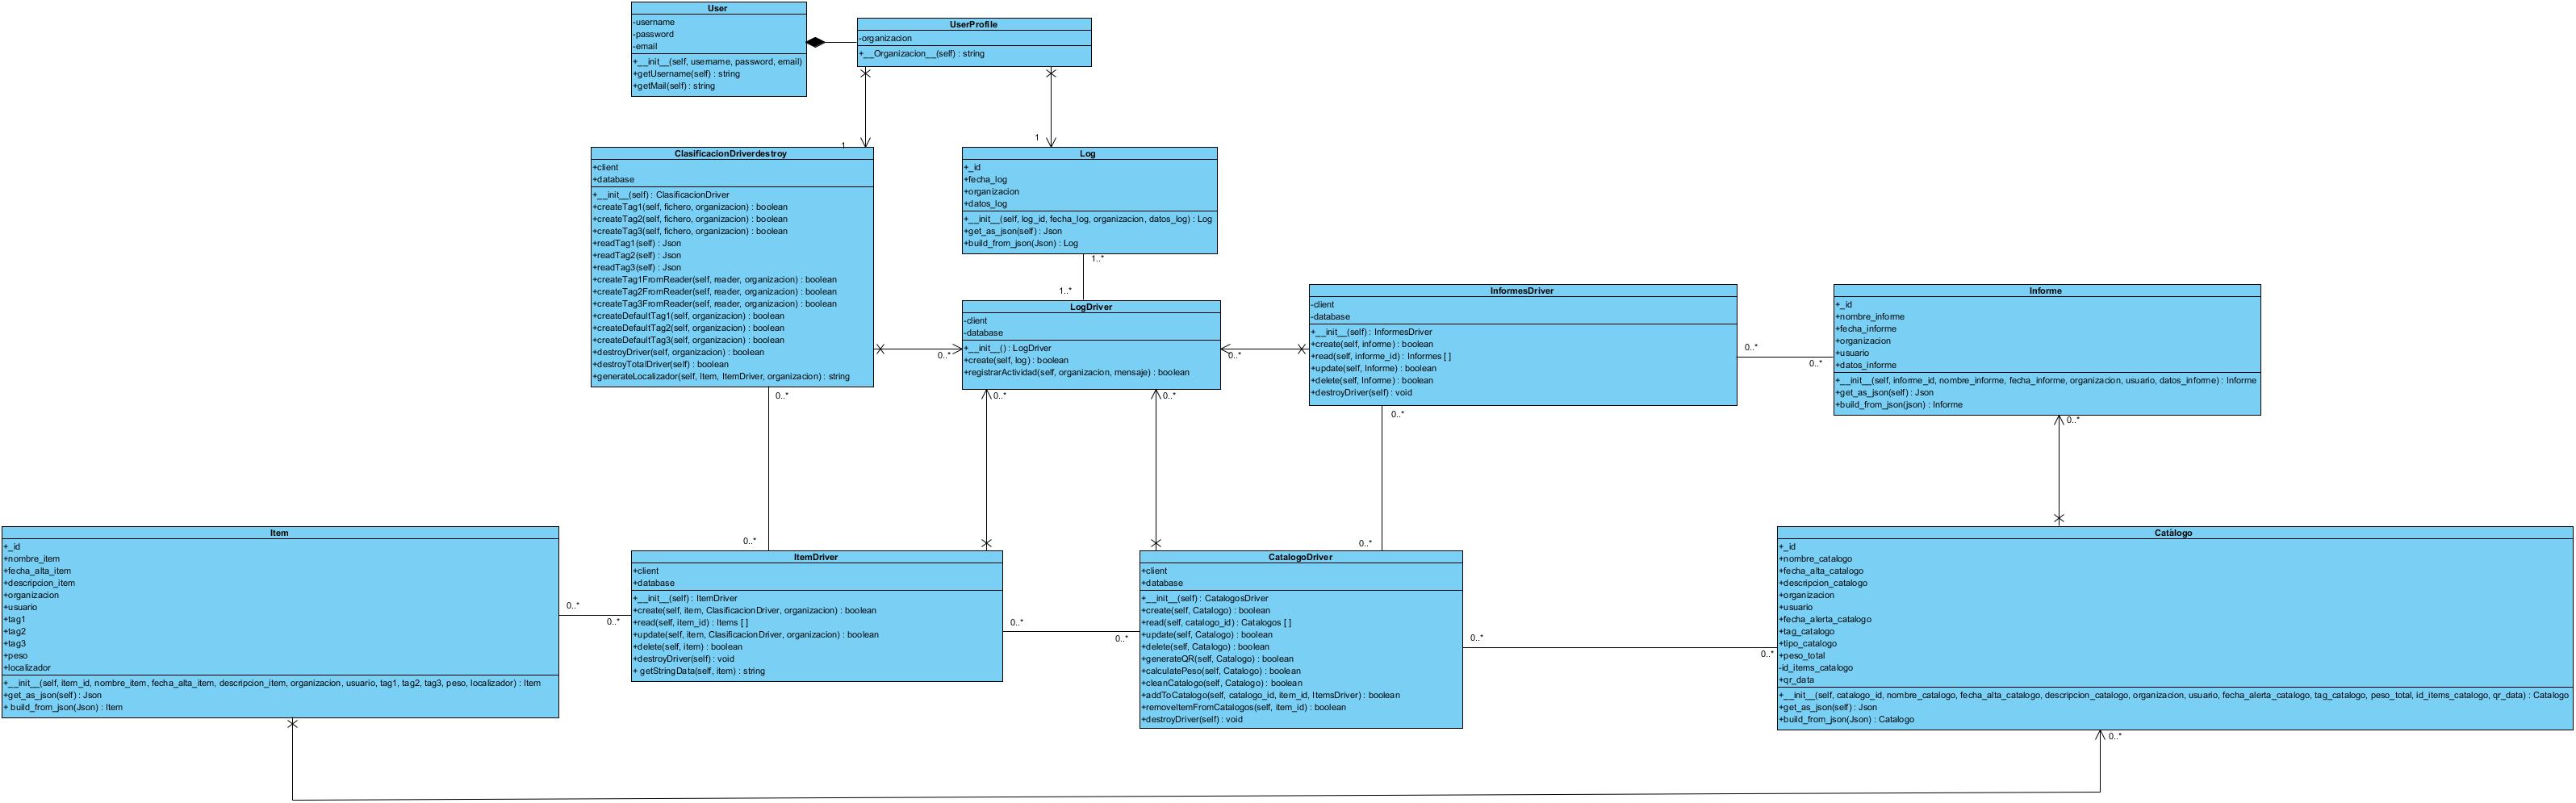 User
-username
-password
-email
+__init__(self, username, password, email)
+getUsername(self) : string
+getMail(self) : string
UserProfile
-organizacion
+__Organizacion__(self) : string
1
1
ClasificacionDriverdestroy
+client
+database
+__init__(self) : ClasificacionDriver
+createTag1(self, fichero, organizacion) : boolean
+createTag2(self, fichero, organizacion) : boolean
+createTag3(self, fichero, organizacion) : boolean
+readTag1(self) : Json
+readTag2(self) : Json
+readTag3(self) : Json
+createTag1FromReader(self, reader, organizacion) : boolean
+createTag2FromReader(self, reader, organizacion) : boolean
+createTag3FromReader(self, reader, organizacion) : boolean
+createDefaultTag1(self, organizacion) : boolean
+createDefaultTag2(self, organizacion) : boolean
+createDefaultTag3(self, organizacion) : boolean
+destroyDriver(self, organizacion) : boolean
+destroyTotalDriver(self) : boolean
+generateLocalizador(self, Item, ItemDriver, organizacion) : string
Log
+_id
+fecha_log
+organizacion
+datos_log
+__init__(self, log_id, fecha_log, organizacion, datos_log) : Log
+get_as_json(self) : Json
+build_from_json(Json) : Log
1..*
1..*
LogDriver
-client
-database
+__init__() : LogDriver
+create(self, log) : boolean
+registrarActividad(self, organizacion, mensaje) : boolean
0..*
0..*
0..*
0..*
InformesDriver
-client
-database
+__init__(self) : InformesDriver
+create(self, informe) : boolean
+read(self, informe_id) : Informes [ ]
+update(self, Informe) : boolean
+delete(self, Informe) : boolean
+destroyDriver(self) : void
0..*
0..*
Informe
+_id
+nombre_informe
+fecha_informe
+organizacion
+usuario
+datos_informe
+__init__(self, informe_id, nombre_informe, fecha_informe, organizacion, usuario, datos_informe) : Informe
+get_as_json(self) : Json
+build_from_json(json) : Informe
0..*
0..*
0..*
0..*
0..*
Item
+_id
+nombre_item
+fecha_alta_item
+descripcion_item
+organizacion
+usuario
+tag1
+tag2
+tag3
+peso
+localizador
+__init__(self, item_id, nombre_item, fecha_alta_item, descripcion_item, organizacion, usuario, tag1, tag2, tag3, peso, localizador) : Item
+get_as_json(self) : Json
+ build_from_json(Json) : Item
0..*
0..*
ItemDriver
+client
+database
+__init__(self) : ItemDriver
+create(self, item, ClasificacionDriver, organizacion) : boolean
+read(self, item_id) : Items [ ]
+update(self, item, ClasificacionDriver, organizacion) : boolean
+delete(self, item) : boolean
+destroyDriver(self) : void
+ getStringData(self, item) : string
0..*
0..*
CatalogoDriver
+client
+database
+__init__(self) : CatalogosDriver
+create(self, Catalogo) : boolean
+read(self, catalogo_id) : Catalogos [ ]
+update(self, Catalogo) : boolean
+delete(self, Catalogo) : boolean
+generateQR(self, Catalogo) : boolean
+calculatePeso(self, Catalogo) : boolean
+cleanCatalogo(self, Catalogo) : boolean
+addToCatalogo(self, catalogo_id, item_id, ItemsDriver) : boolean
+removeItemFromCatalogos(self, item_id) : boolean
+destroyDriver(self) : void
0..*
0..*
Catálogo
+_id
+nombre_catalogo
+fecha_alta_catalogo
+descripcion_catalogo
+organizacion
+usuario
+fecha_alerta_catalogo
+tag_catalogo
+tipo_catalogo
+peso_total
-id_items_catalogo
+qr_data
+__init__(self, catalogo_id, nombre_catalogo, fecha_alta_catalogo, descripcion_catalogo, organizacion, usuario, fecha_alerta_catalogo, tag_catalogo, peso_total, id_items_catalogo, qr_data) : Catalogo
+get_as_json(self) : Json
+build_from_json(Json) : Catalogo
0..*